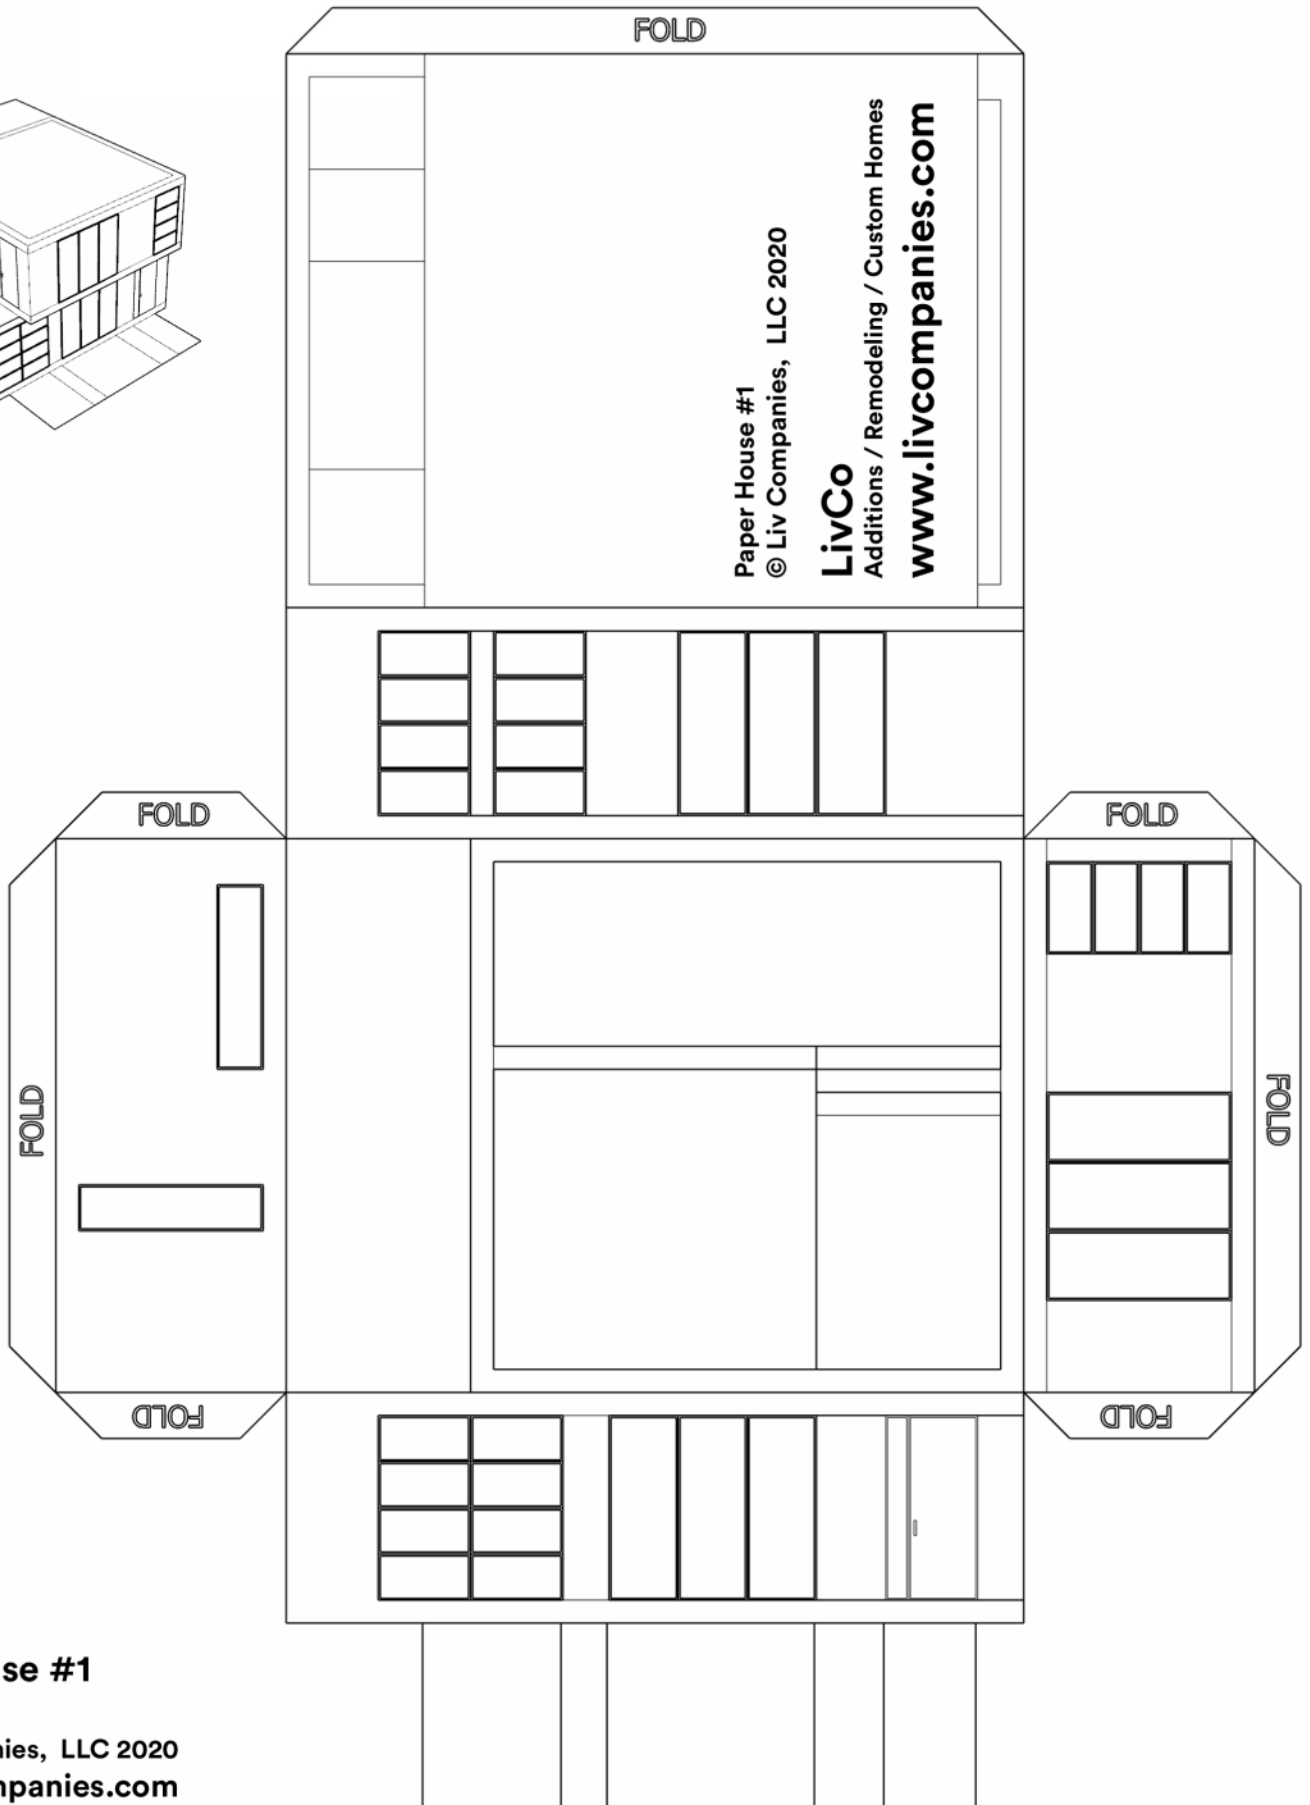 FOLD
Paper House #1
© Liv Companies, LLC 2020
LivCo
Additions / Remodeling / Custom Homes
www.livcompanies.com
FOLD
FOLD
FOLD
FOLD
FOLD
FOLD
se #1
nies, LLC 2020
mpanies.com